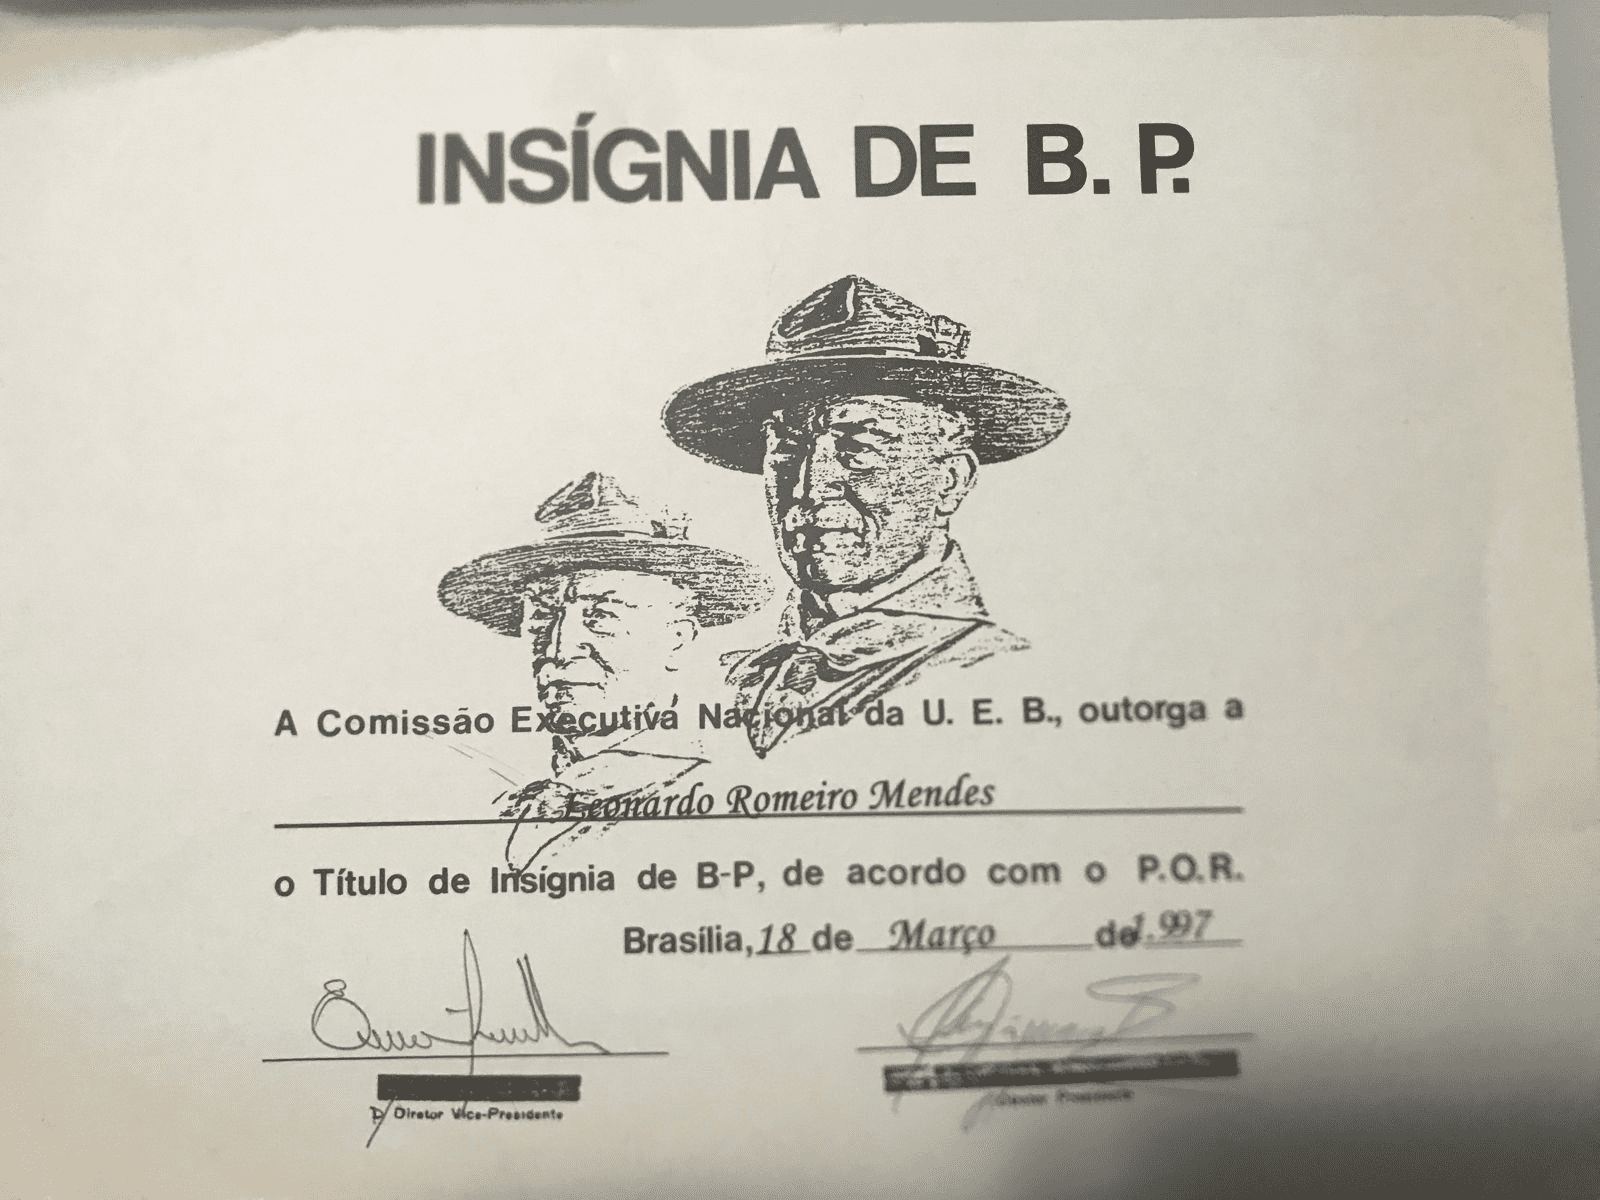 INSÍGNIA DE B. P.
A Comissão Executiva Nacional da U. E. B., outorga a
Leonardo Romeiro Mendes
o Título de Insígnia de B-P, de acordo com o P.O.R.
Brasília, 18 de Março de 1.997
P/ Diretor Vice-Presidente